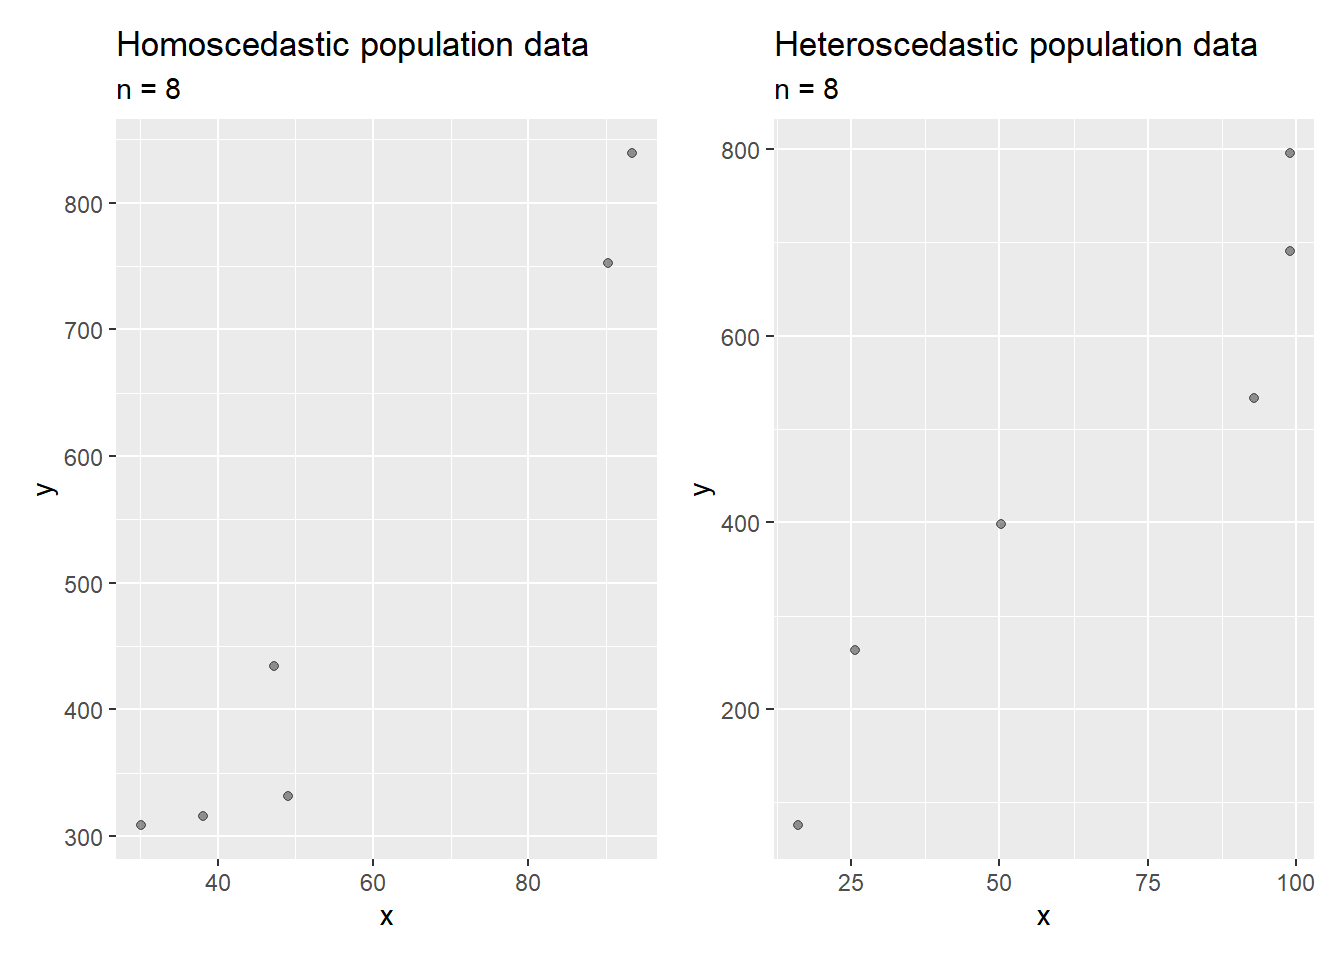 Homoscedastic population data
n = 8
800
700
600
500
400
300
y
40 60 80
x
Heteroscedastic population data
n = 8
800
600
400
200
y
25 50 75 100
x